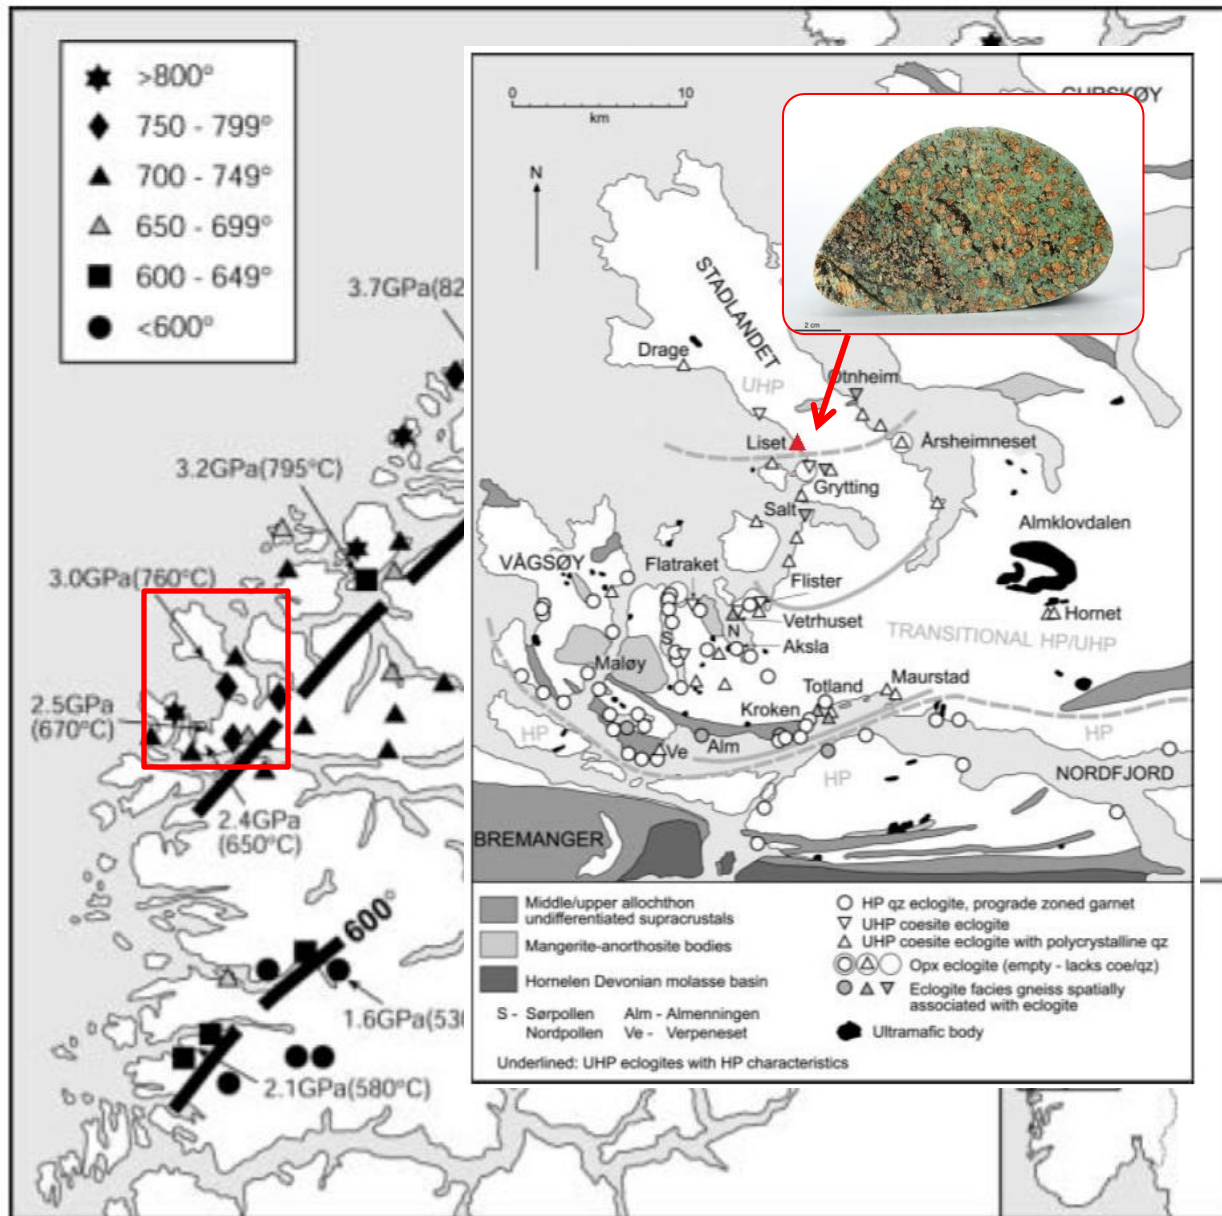 >800°
750 - 799°
700 - 749°
650 - 699°
600 - 649°
<600°
3.7GPa(82
3.2GPa(795°C)
3.0GPa(760°C)
2.5GPa
(670°C)
2.4GPa
(650°C)
600°
1.6GPa(530
2.1GPa(580°C)
0 10
km
N
GURSKØY
2 cm
STADLANDET
Drage
UHP
Otnheim
Liset
Årsheimneset
Grytting
Salt
Almklovdalen
VÅGSØY
Flatraket
Flister
Hornet
Vetrhuset
N
TRANSITIONAL HP/UHP
S
Aksla
Maløy
Maurstad
Totland
Kroken
HP
Alm
Ve
HP
HP
NORDFJORD
BREMANGER
Middle/upper allochthon
undifferentiated supracrustals
Mangerite-anorthosite bodies
Hornelen Devonian molasse basin
S - Sørpollen Alm - Almenningen
Nordpollen Ve - Verpeneset
Underlined: UHP eclogites with HP characteristics
HP qz eclogite, prograde zoned garnet
UHP coesite eclogite
UHP coesite eclogite with polycrystalline qz
Opx eclogite (empty - lacks coe/qz)
Eclogite facies gneiss spatially
associated with eclogite
Ultramafic body